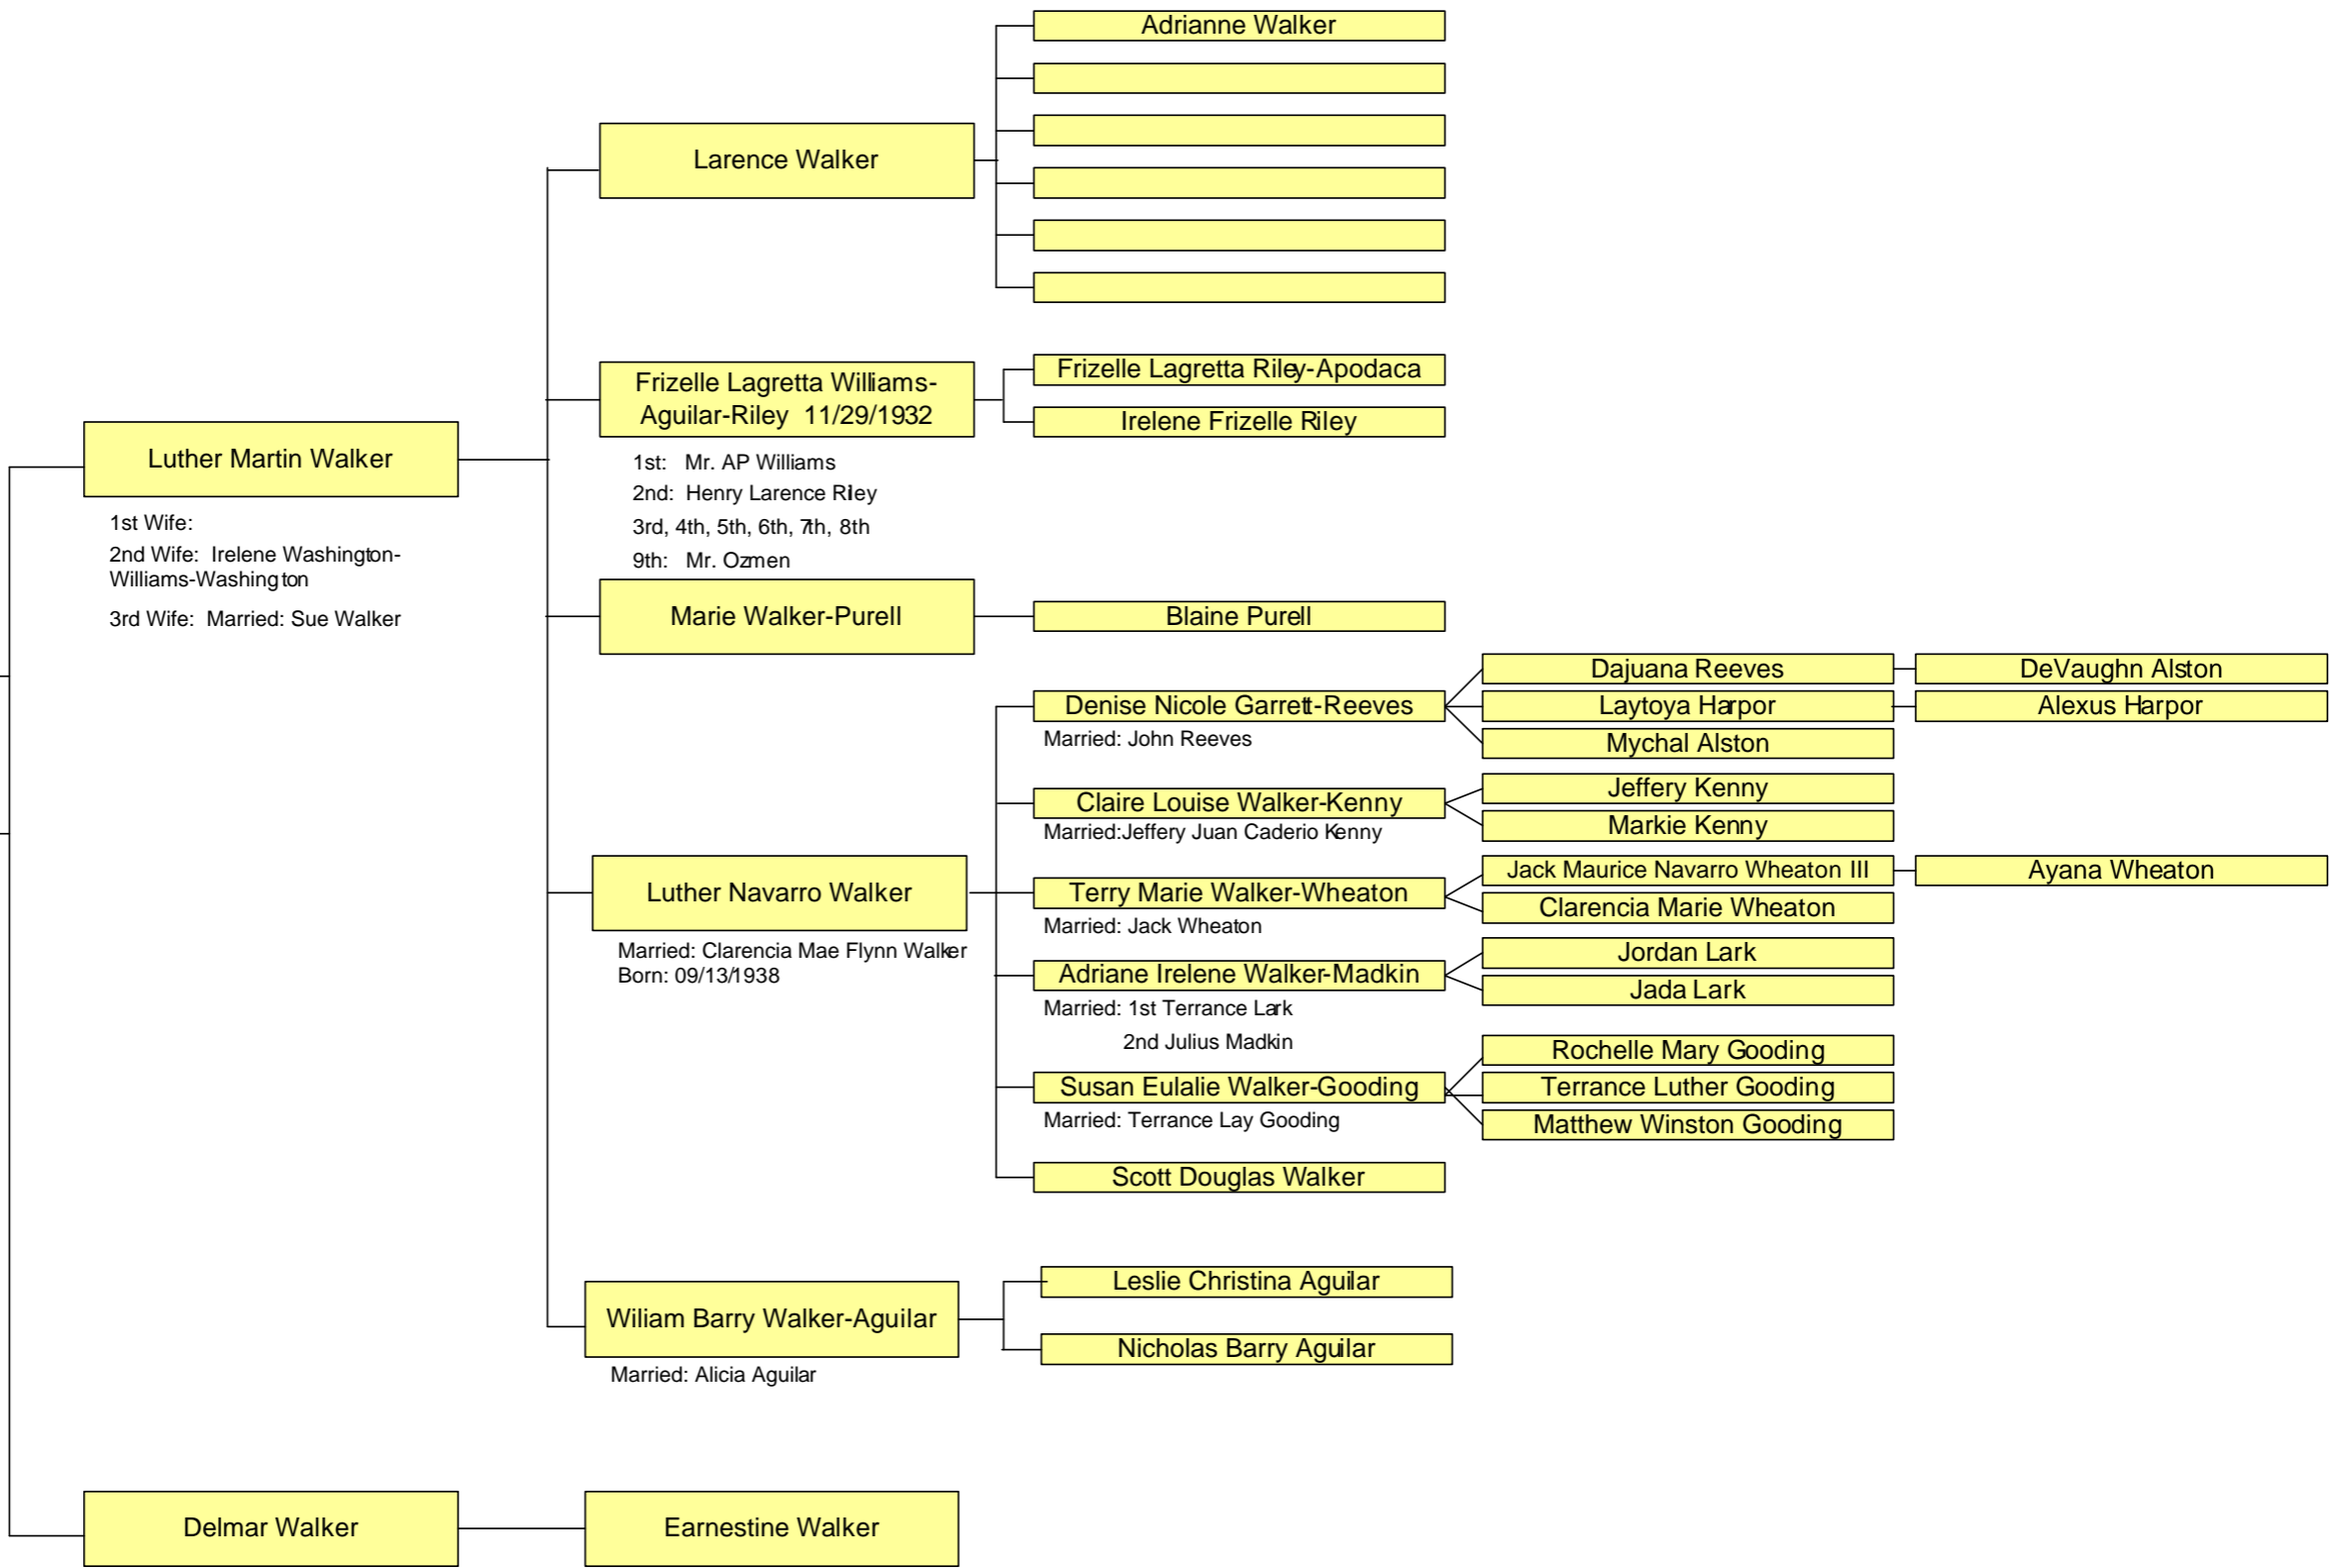 Adrianne Walker
Larence Walker
Frizelle Lagretta Williams-
Aguilar-Riley 11/29/1932
Frizelle Lagretta Riley-Apodaca
Irelene Frizelle Riley
Luther Martin Walker
1st: Mr. AP Williams
2nd: Henry Larence Riley
3rd, 4th, 5th, 6th, 7th, 8th
9th: Mr. Ozmen
1st Wife:
2nd Wife: Irelene Washington-
Williams-Washington
3rd Wife: Married: Sue Walker
Marie Walker-Purell
Blaine Purell
Denise Nicole Garrett-Reeves
Married: John Reeves
Dajuana Reeves
DeVaughn Alston
Laytoya Harpor
Alexus Harpor
Mychal Alston
Claire Louise Walker-Kenny
Married:Jeffery Juan Caderio Kenny
Jeffery Kenny
Markie Kenny
Luther Navarro Walker
Married: Clarencia Mae Flynn Walker
Born: 09/13/1938
Terry Marie Walker-Wheaton
Married: Jack Wheaton
Jack Maurice Navarro Wheaton III
Ayana Wheaton
Clarencia Marie Wheaton
Adriane Irelene Walker-Madkin
Married: 1st Terrance Lark
2nd Julius Madkin
Jordan Lark
Jada Lark
Susan Eulalie Walker-Gooding
Married: Terrance Lay Gooding
Rochelle Mary Gooding
Terrance Luther Gooding
Matthew Winston Gooding
Scott Douglas Walker
Wiliam Barry Walker-Aguilar
Married: Alicia Aguilar
Leslie Christina Aguilar
Nicholas Barry Aguilar
Delmar Walker
Earnestine Walker